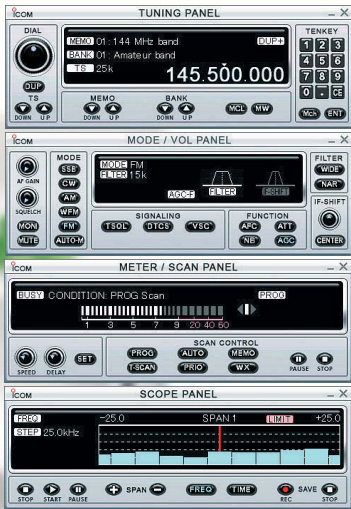 ICOM TUNING PANEL
DIAL
MEMO 01: 144 MHz band DUP+
BANK 01: Amateur band
TS 25k
145.500.000
DUP
TS
DOWN UP
MEMO
DOWN UP
BANK
DOWN UP
MCL MW
TENKEY
1 2 3
4 5 6
7 8 9
0 . CE
Mch ENT
ICOM MODE / VOL PANEL
AF GAIN
SQUELCH
MONI
MUTE
MODE
SSB
CW
AM
WFM
FM
AUTO-M
MODE FM
FILTER 15k
AGC-F FILTER IF-SHIFT
SIGNALING
TSQL DTCS VSC
FUNCTION
AFC ATT
NB AGC
FILTER
WIDE
NAR
IF-SHIFT
CENTER
ICOM METER / SCAN PANEL
BUSY CONDITION: PROG Scan PROG
1 3 5 7 9 20 40 60
SPEED DELAY SET
SCAN CONTROL
PROG AUTO MEMO
T-SCAN PRIO WX
PAUSE STOP
ICOM SCOPE PANEL
FREQ -25.0 SPAN 1 LIMIT +25.0
STEP 25.0kHz
STOP START PAUSE
SPAN
FREQ TIME
REC SAVE STOP